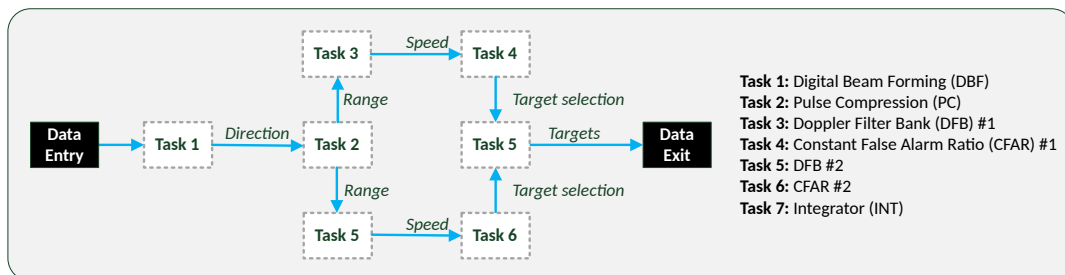 Task 3
Speed
Task 4
Range
Target selection
Data
Entry
Task 1
Direction
Task 2
Task 5
Targets
Data
Exit
Range
Target selection
Task 5
Speed
Task 6
Task 1: Digital Beam Forming (DBF)
Task 2: Pulse Compression (PC)
Task 3: Doppler Filter Bank (DFB) #1
Task 4: Constant False Alarm Ratio (CFAR) #1
Task 5: DFB #2
Task 6: CFAR #2
Task 7: Integrator (INT)